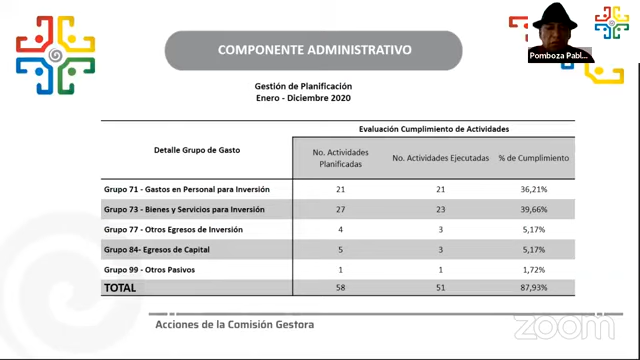 COMPONENTE ADMINISTRATIVO
Pomboza Pabl...
Gestión de Planificación
Enero - Diciembre 2020
Evaluación Cumplimiento de Actividades
Detalle Grupo de Gasto No. Actividades Planificadas No. Actividades Ejecutadas % de Cumplimiento
Grupo 71 - Gastos en Personal para Inversión 21 21 36,21%
Grupo 73 - Bienes y Servicios para Inversión 27 23 39,66%
Grupo 77 - Otros Egresos de Inversión 4 3 5,17%
Grupo 84- Egresos de Capital 5 3 5,17%
Grupo 99 - Otros Pasivos 1 1 1,72%
TOTAL 58 51 87,93%
Acciones de la Comisión Gestora
zoom